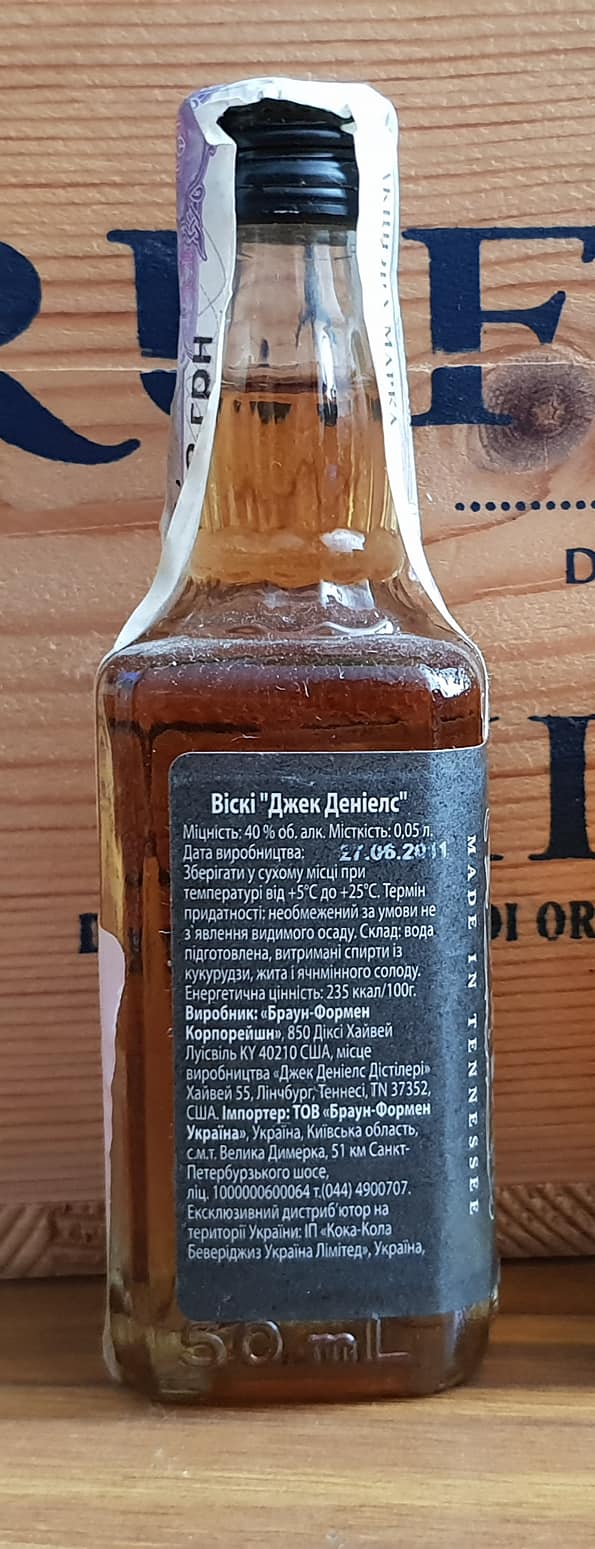 ГРН
МАРКА
Віскі "Джек Деніелс"
Міцність: 40 % об. алк. Місткість: 0,05 л.
Дата виробництва: 27.06.2011
Зберігати у сухому місці при
температурі від +5°С до +25°С. Термін
придатності: необмежений за умови не
з'явлення видимого осаду. Склад: вода
підготовлена, витримані спирти із
кукурудзи, жита і ячмінного солоду.
Енергетична цінність: 235 ккал/100г.
Виробник: «Браун-Формен
Корпорейшн», 850 Діксі Хайвей
Луісвіль KY 40210 США, місце
виробництва «Джек Деніелс Дістілері»
Хайвей 55, Лінчбург, Теннесі, TN 37352,
США. Імпортер: ТОВ «Браун-Формен
Україна», Україна, Київська область,
с.м.т. Велика Димерка, 51 км Санкт-
Петербурзького шосе,
ліц. 1000000600064 т.(044) 4900707.
Ексклюзивний дистриб'ютор на
території України: ІП «Кока-Кола
Беверіджиз Україна Лімітед», Україна,
MADE IN TENNESSEE
50 mL